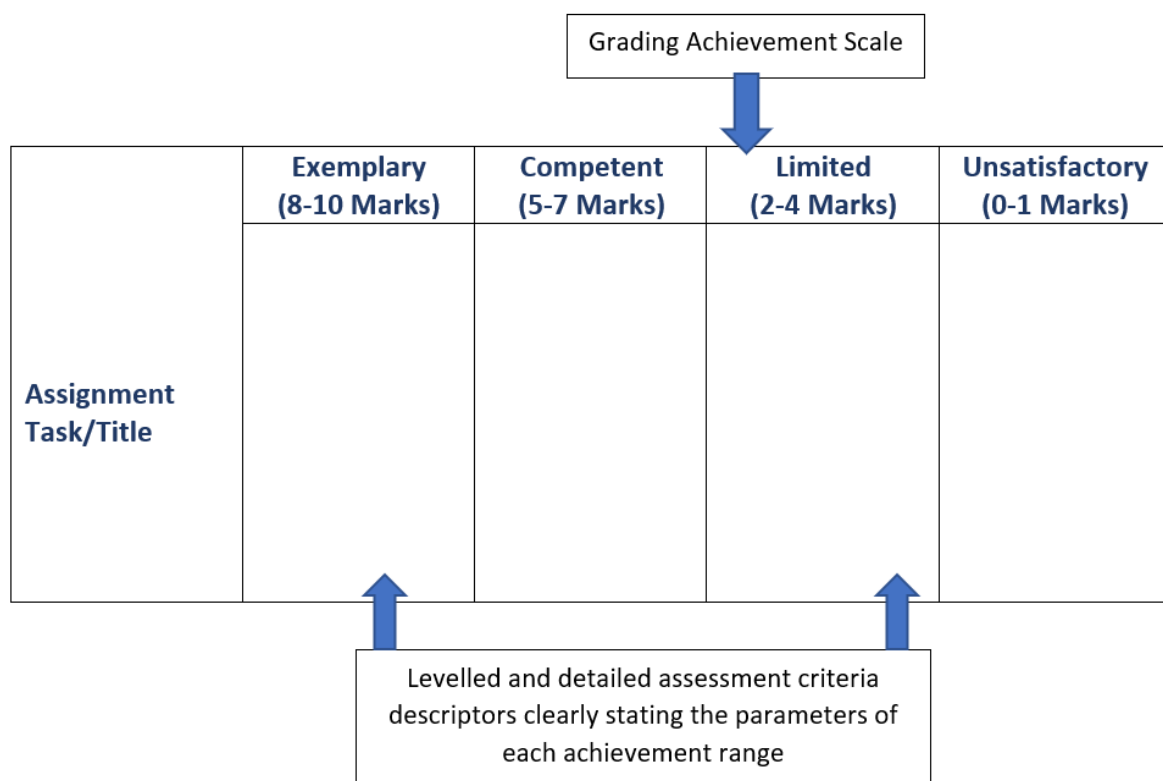 Grading Achievement Scale
Exemplary
(8-10 Marks)
Competent
(5-7 Marks)
Limited
(2-4 Marks)
Unsatisfactory
(0-1 Marks)
Assignment
Task/Title
Levelled and detailed assessment criteria
descriptors clearly stating the parameters of
each achievement range